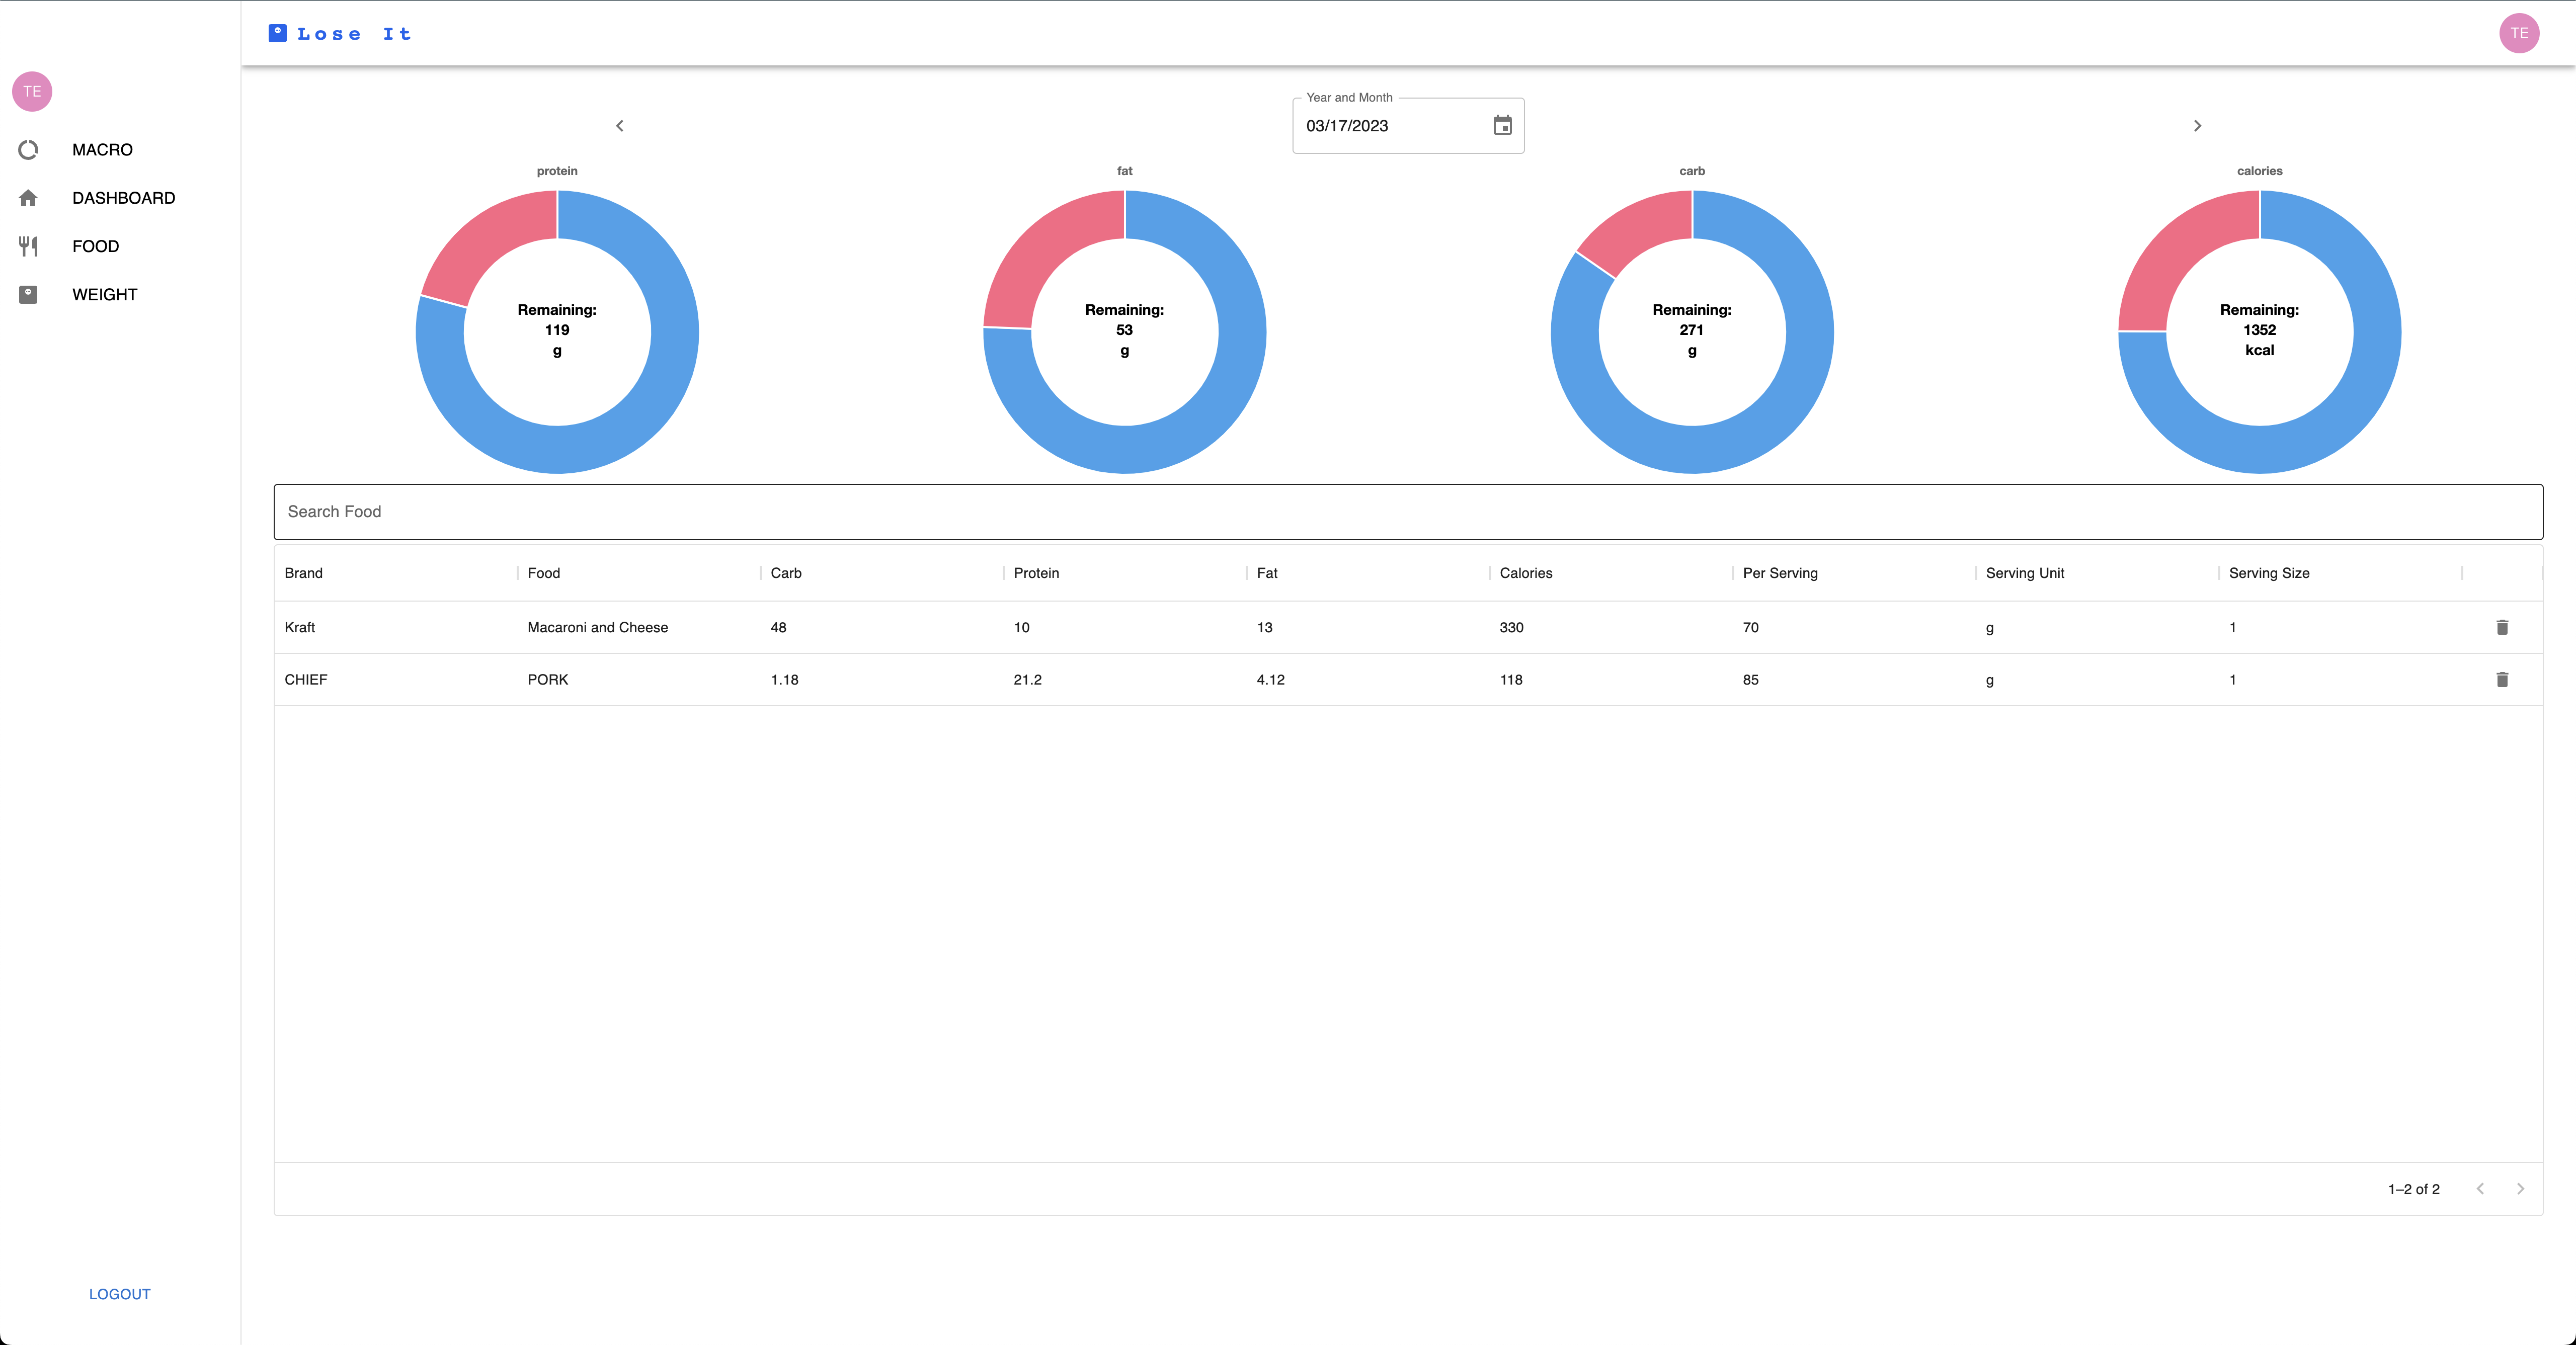 Lose It
TE
TE
MACRO
DASHBOARD
FOOD
WEIGHT
LOGOUT
Year and Month
03/17/2023
protein
Remaining:
119
g
fat
Remaining:
53
g
carb
Remaining:
271
g
calories
Remaining:
1352
kcal
Search Food
Brand Food Carb Protein Fat Calories Per Serving Serving Unit Serving Size
Kraft Macaroni and Cheese 48 10 13 330 70 g 1
CHIEF PORK 1.18 21.2 4.12 118 85 g 1
1–2 of 2